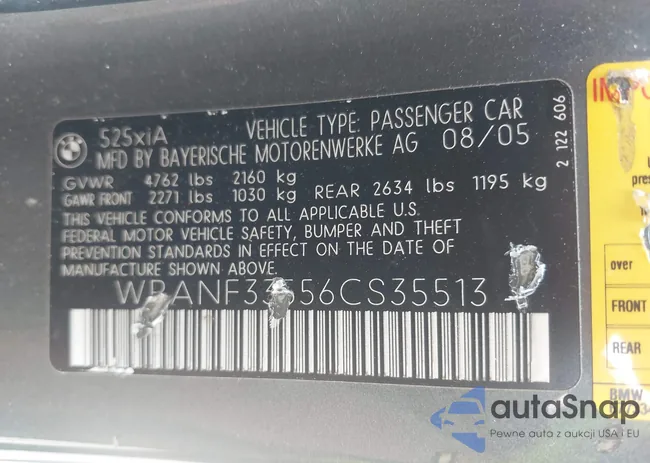 525xiA
VEHICLE TYPE: PASSENGER CAR
MFD BY BAYERISCHE MOTORENWERKE AG 08/05
GVWR 4762 lbs 2160 kg
GAWR FRONT 2271 lbs 1030 kg REAR 2634 lbs 1195 kg
THIS VEHICLE CONFORMS TO ALL APPLICABLE U.S.
FEDERAL MOTOR VEHICLE SAFETY, BUMPER AND THEFT
PREVENTION STANDARDS IN EFFECT ON THE DATE OF
2 122 606
over
FRONT
REAR
BMW
autaSnap
Pewne auta z aukcji USA i EU